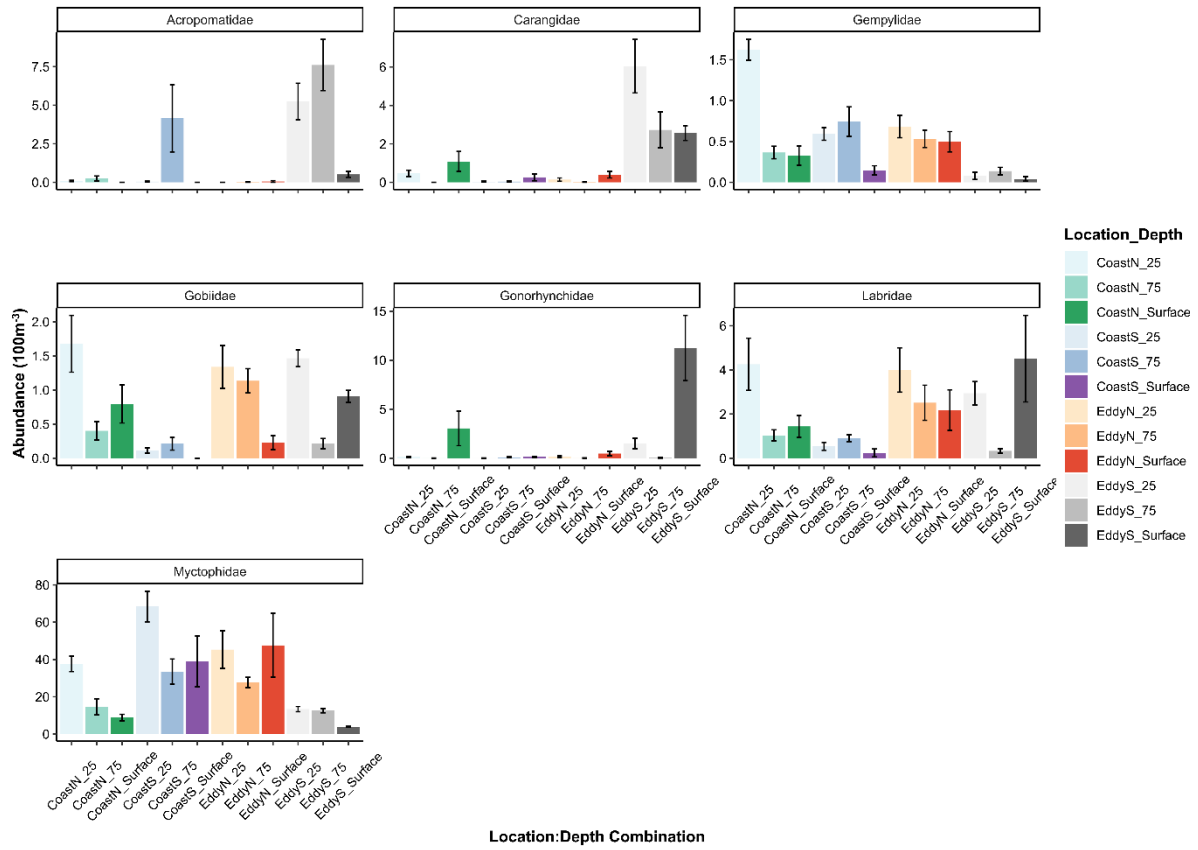 Acropomatidae
Carangidae
Gempylidae
7.5
5.0
2.5
0.0
6
4
2
0
1.5
1.0
0.5
0.0
Gobiidae
Gonorhynchidae
Labridae
2.0
1.5
1.0
0.5
0.0
15
10
5
0
6
4
2
0
CoastN_25
CoastN_75
CoastN_Surface
CoastS_25
CoastS_75
CoastS_Surface
EddyN_25
EddyN_75
EddyN_Surface
EddyS_25
EddyS_75
EddyS_Surface
CoastN_25
CoastN_75
CoastN_Surface
CoastS_25
CoastS_75
CoastS_Surface
EddyN_25
EddyN_75
EddyN_Surface
EddyS_25
EddyS_75
EddyS_Surface
Myctophidae
80
60
40
20
0
CoastN_25
CoastN_75
CoastN_Surface
CoastS_25
CoastS_75
CoastS_Surface
EddyN_25
EddyN_75
EddyN_Surface
EddyS_25
EddyS_75
EddyS_Surface
Abundance (100m⁻³)
Location:Depth Combination
Location_Depth
CoastN_25
CoastN_75
CoastN_Surface
CoastS_25
CoastS_75
CoastS_Surface
EddyN_25
EddyN_75
EddyN_Surface
EddyS_25
EddyS_75
EddyS_Surface